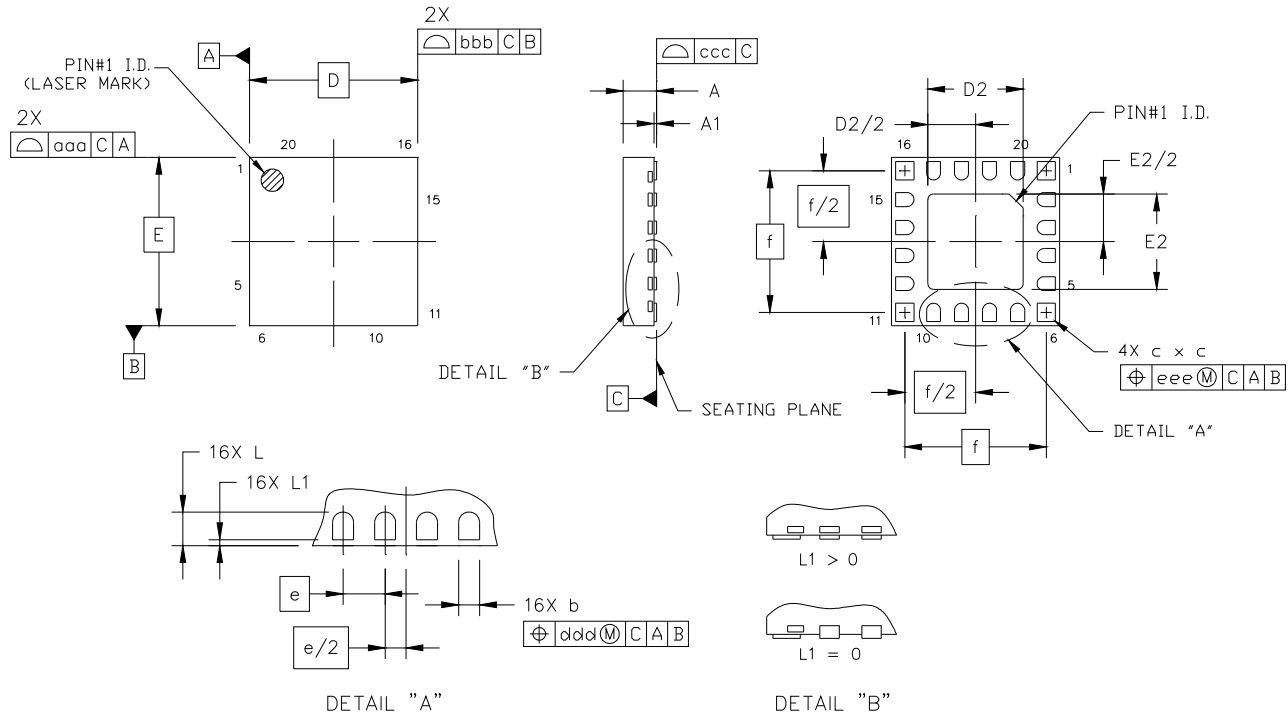 2X
bbb C B
A
D
PIN#1 I.D.
(LASER MARK)
2X
aaa C A
20
16
1
15
E
5
11
B
6
10
ccc C
A
A1
DETAIL "B"
C
SEATING PLANE
D2
D2/2
PIN#1 I.D.
16
20
1
E2/2
15
f/2
f
E2
5
11
10
6
4X c x c
⌖ eee Ⓜ C A B
f/2
f
DETAIL "A"
16X L
16X L1
e
e/2
16X b
⌖ ddd Ⓜ C A B
DETAIL "A"
L1 > 0
L1 = 0
DETAIL "B"